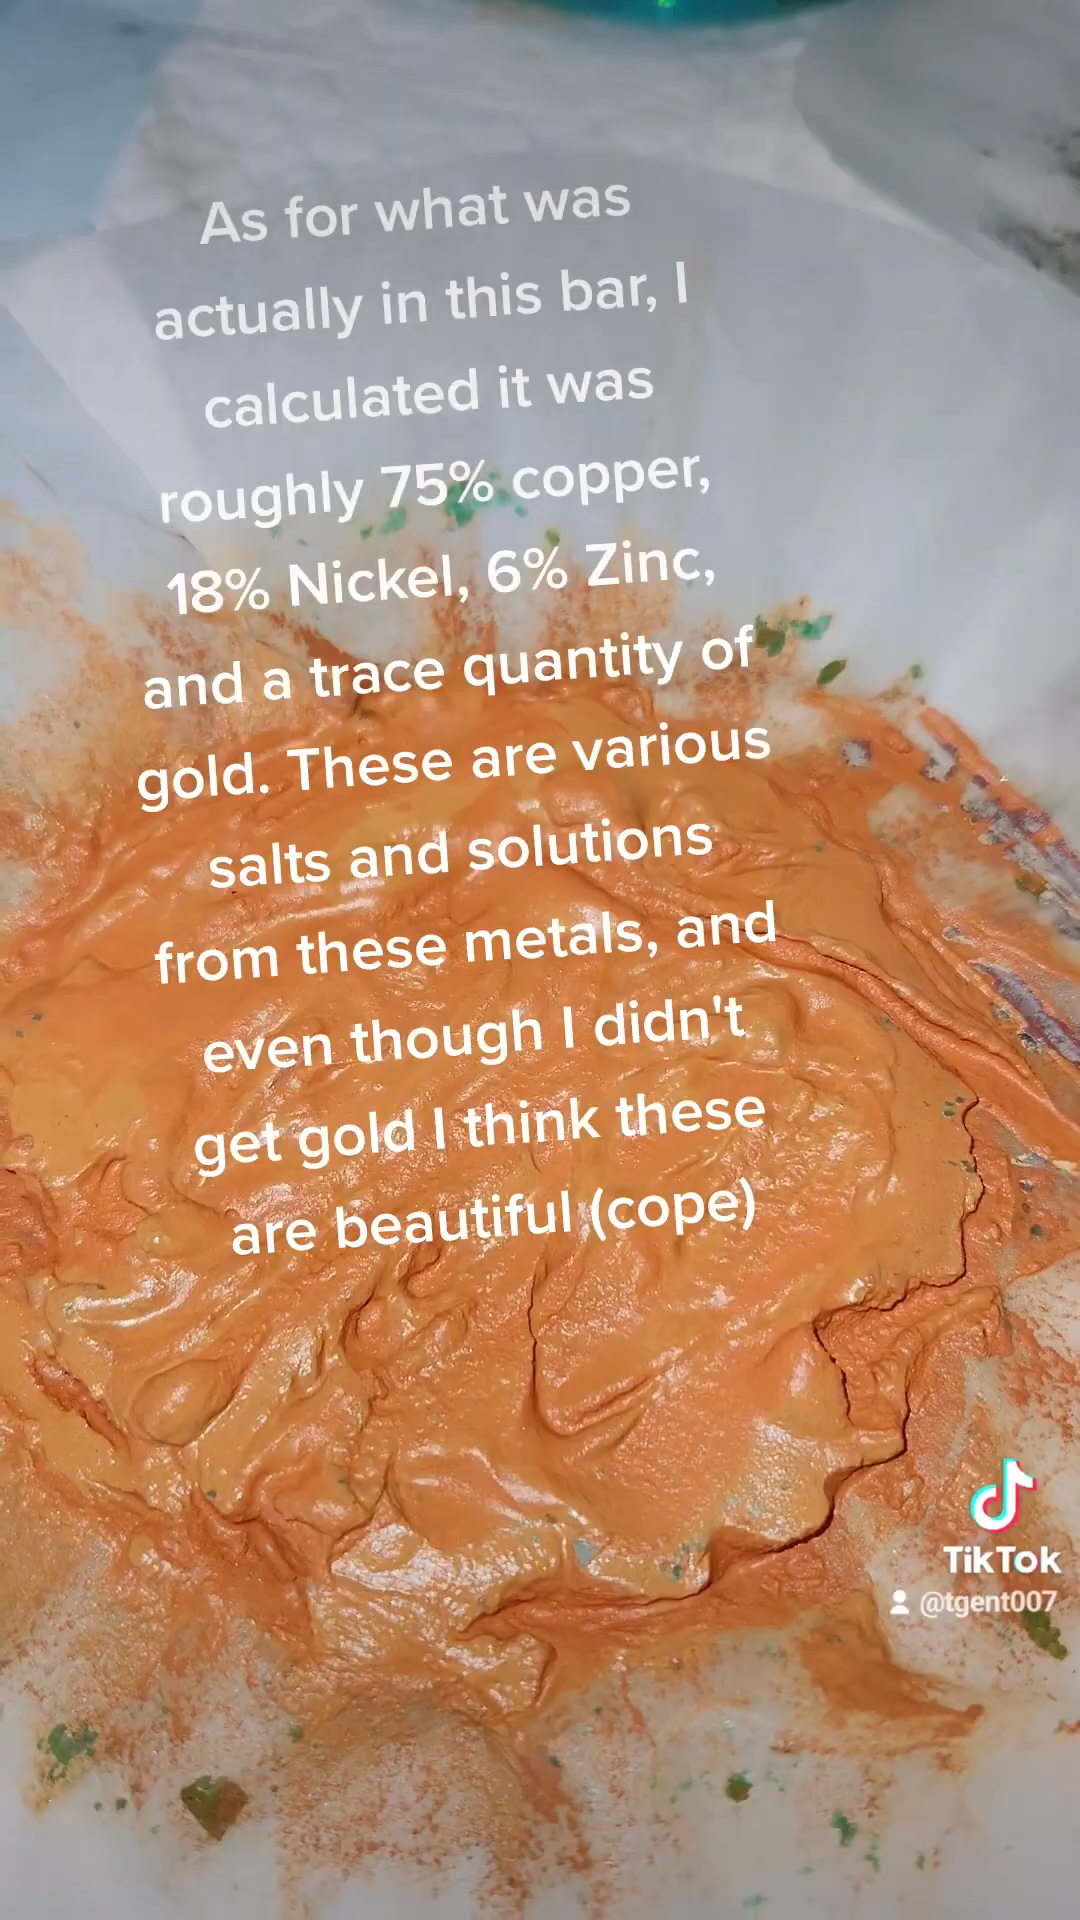 As for what was
actually in this bar, I
calculated it was
roughly 75% copper,
18% Nickel, 6% Zinc,
and a trace quantity of
gold. These are various
salts and solutions
from these metals, and
even though I didn't
get gold I think these
are beautiful (cope)
TikTok
@tgent007